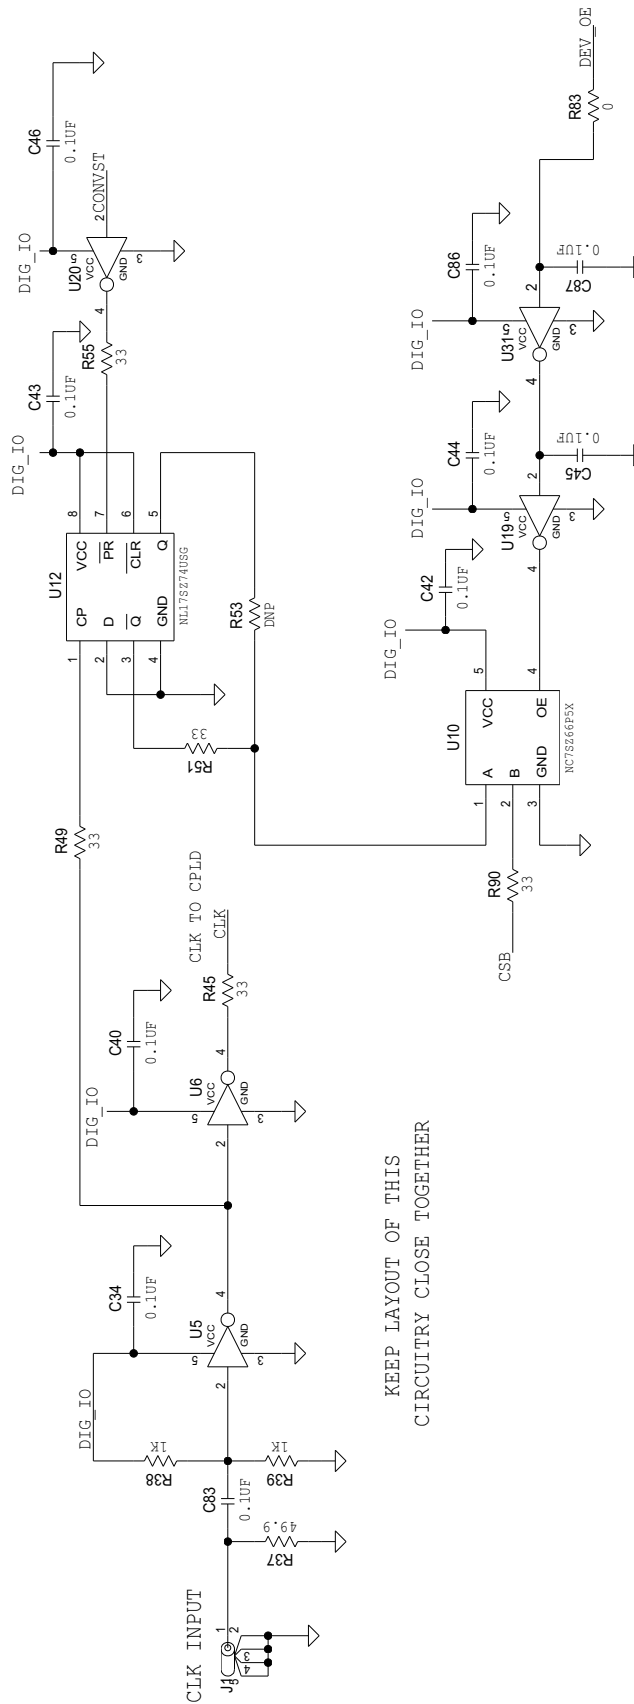 CLK INPUT
J1
1
2
3
4
5
R37
49.9
C83
0.1UF
R38
1K
R39
1K
DIG_IO
C34
0.1UF
U5
VCC
GND
5
2
3
4
DIG_IO
C40
0.1UF
U6
VCC
GND
5
2
3
4
R45
33
CLK TO CPLD
CLK
R49
33
KEEP LAYOUT OF THIS
CIRCUITRY CLOSE TOGETHER
U12
NL17SZ74USG
1
CP
2
D
3
Q
4
GND
VCC
8
PR
7
CLR
6
Q
5
R51
33
R53
DNP
DIG_IO
C43
0.1UF
R55
33
DIG_IO
C46
0.1UF
U20
VCC
GND
5
2
3
4
CONVST
CSB
R90
33
U10
NC7SZ66P5X
1
A
2
B
3
GND
VCC
5
OE
4
DIG_IO
C42
0.1UF
DIG_IO
C44
0.1UF
U19
VCC
GND
5
2
3
4
C45
0.1UF
DIG_IO
C86
0.1UF
U31
VCC
GND
5
2
3
4
C87
0.1UF
R83
0
DEV_OE